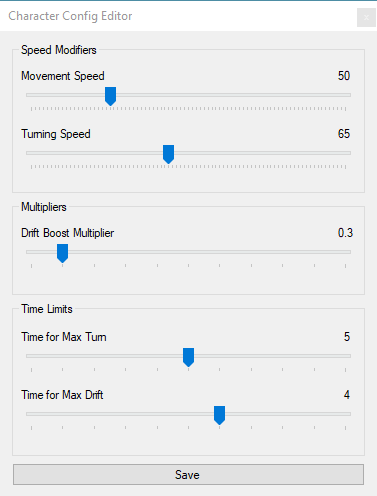 Character Config Editor
x
Speed Modifiers
Movement Speed 50
Turning Speed 65
Multipliers
Drift Boost Multiplier 0.3
Time Limits
Time for Max Turn 5
Time for Max Drift 4
Save